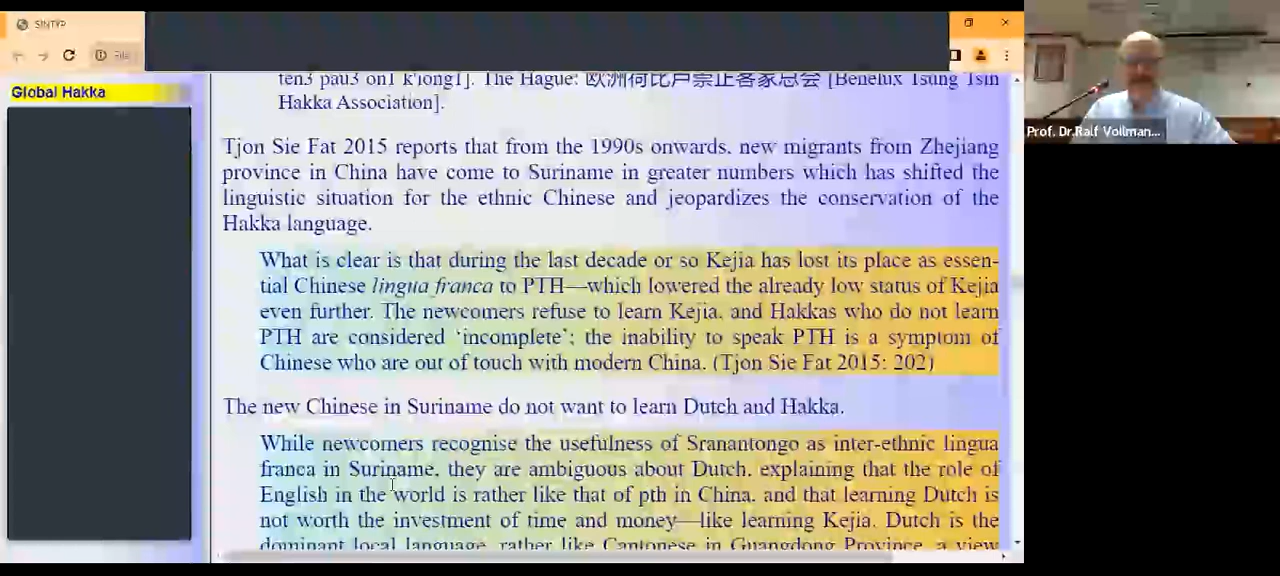 SINTYP
File
Global Hakka
ten3 pau3 on1 k'iong1]. The Hague: 欧洲荷比卢崇正客家总会 [Benelux Tsung Tsin
Hakka Association].
Tjon Sie Fat 2015 reports that from the 1990s onwards, new migrants from Zhejiang
province in China have come to Suriname in greater numbers which has shifted the
linguistic situation for the ethnic Chinese and jeopardizes the conservation of the
Hakka language.
What is clear is that during the last decade or so Kejia has lost its place as essen-
tial Chinese lingua franca to PTH—which lowered the already low status of Kejia
even further. The newcomers refuse to learn Kejia, and Hakkas who do not learn
PTH are considered ‘incomplete’; the inability to speak PTH is a symptom of
Chinese who are out of touch with modern China. (Tjon Sie Fat 2015: 202)
The new Chinese in Suriname do not want to learn Dutch and Hakka.
While newcomers recognise the usefulness of Sranantongo as inter-ethnic lingua
franca in Suriname, they are ambiguous about Dutch, explaining that the role of
English in the world is rather like that of pth in China, and that learning Dutch is
not worth the investment of time and money—like learning Kejia. Dutch is the
dominant local language, rather like Cantonese in Guangdong Province, a view
Prof. Dr.Ralf Vollman...